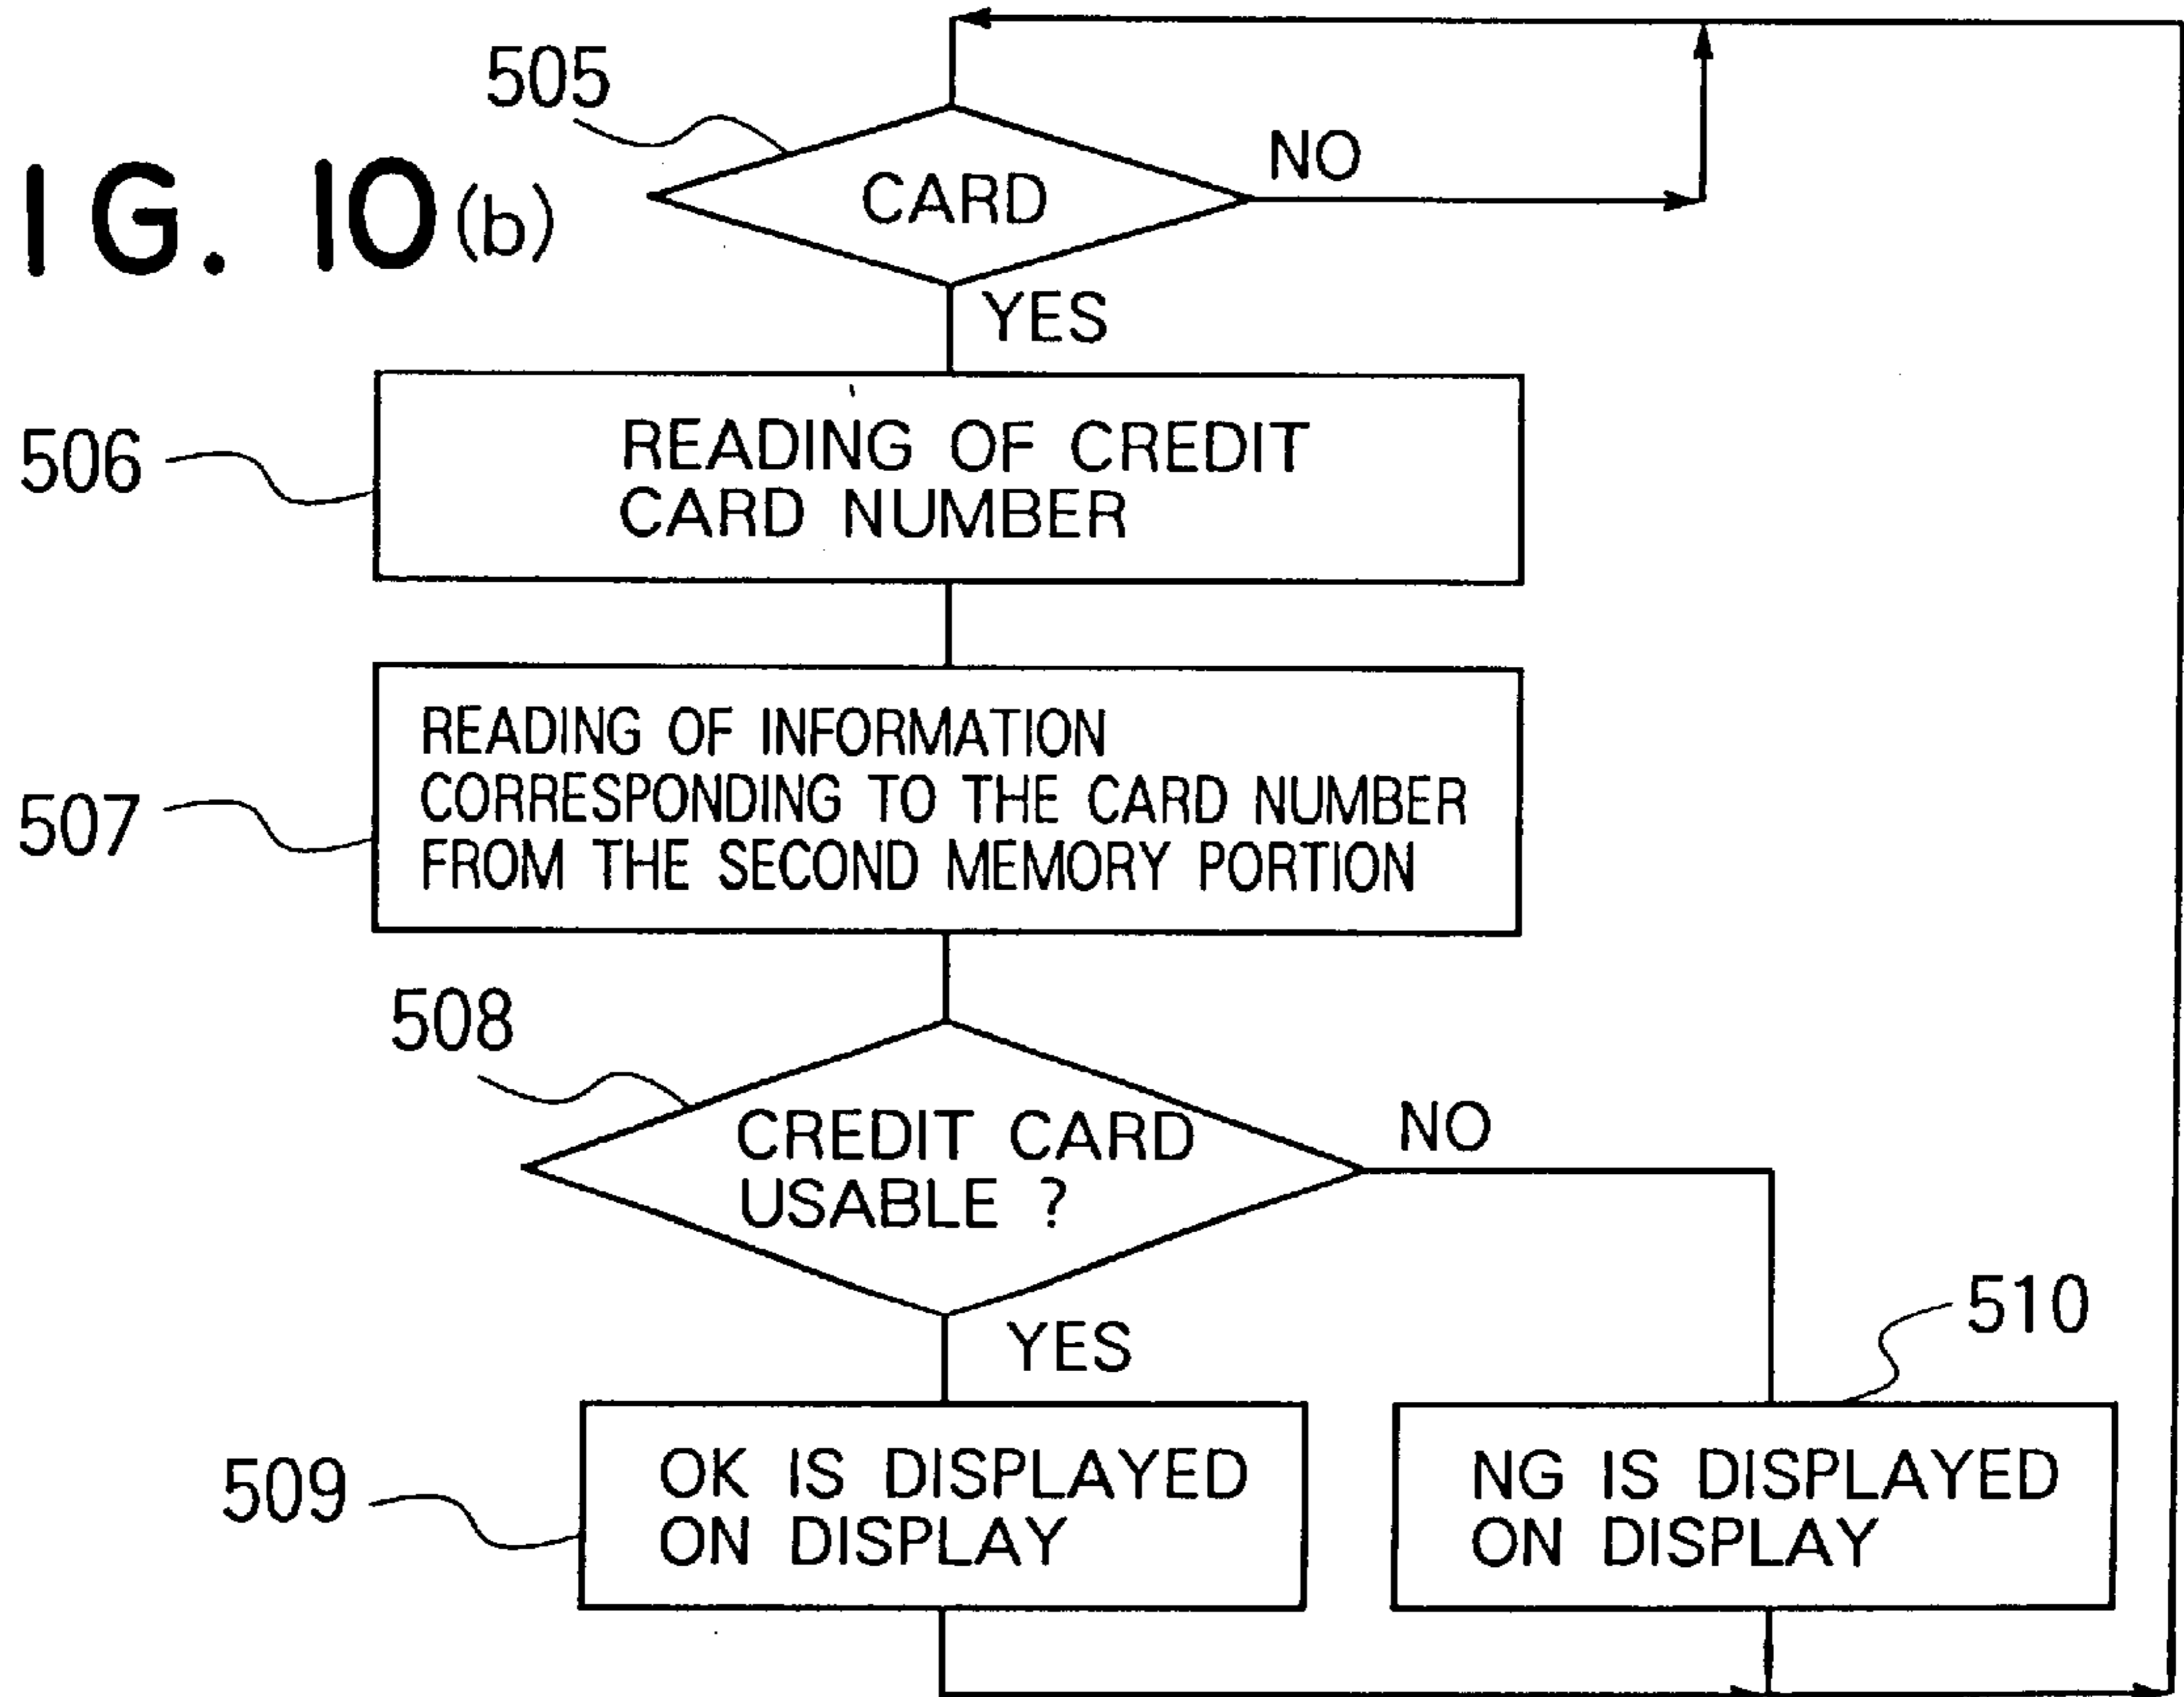 505
IG. 10(b)
CARD
NO
YES
506
READING OF CREDIT
CARD NUMBER
507
READING OF INFORMATION
CORRESPONDING TO THE CARD NUMBER
FROM THE SECOND MEMORY PORTION
508
CREDIT CARD
USABLE ?
NO
YES
510
509
OK IS DISPLAYED
ON DISPLAY
NG IS DISPLAYED
ON DISPLAY